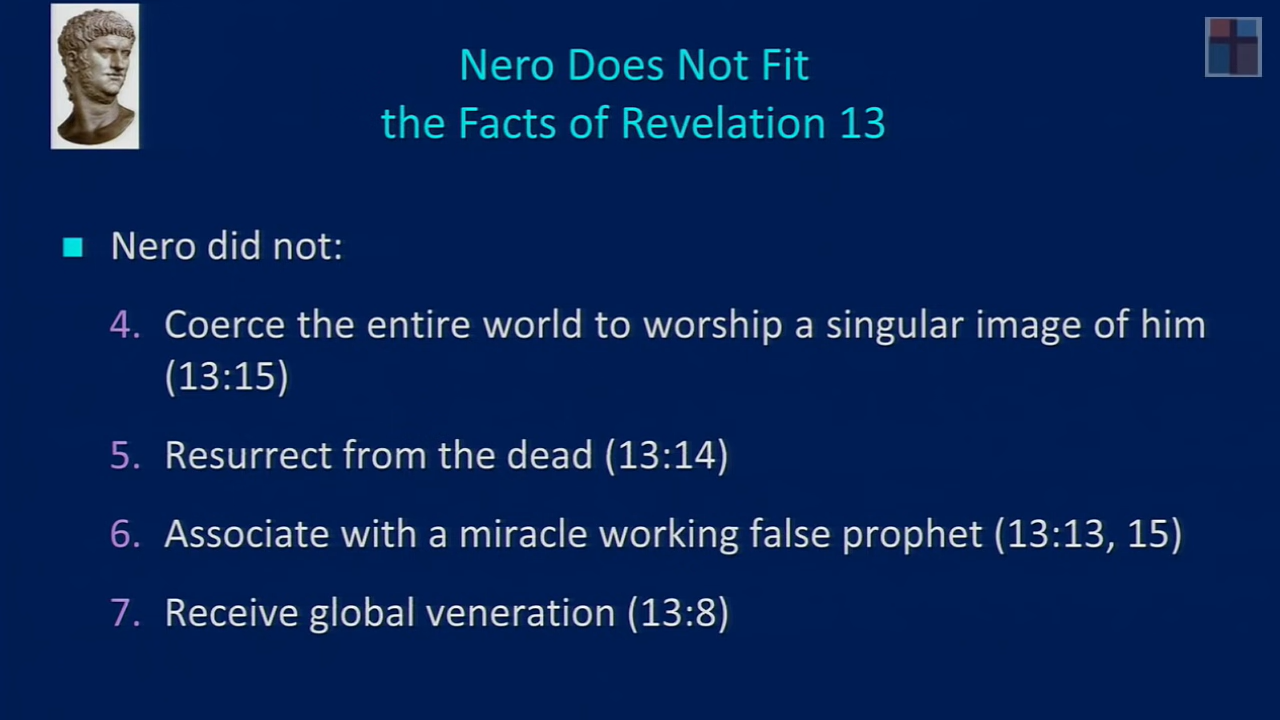 Nero Does Not Fit
the Facts of Revelation 13
Nero did not:
4. Coerce the entire world to worship a singular image of him
(13:15)
5. Resurrect from the dead (13:14)
6. Associate with a miracle working false prophet (13:13, 15)
7. Receive global veneration (13:8)